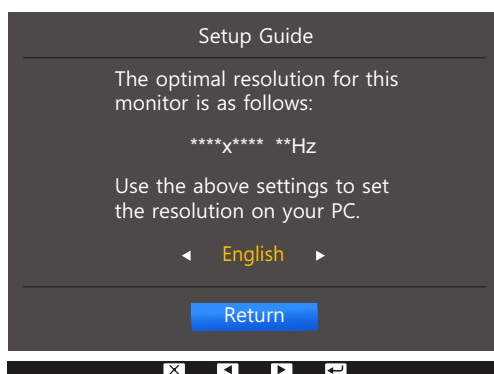 Setup Guide
The optimal resolution for this
monitor is as follows:
****x**** **Hz
Use the above settings to set
the resolution on your PC.
English
Return